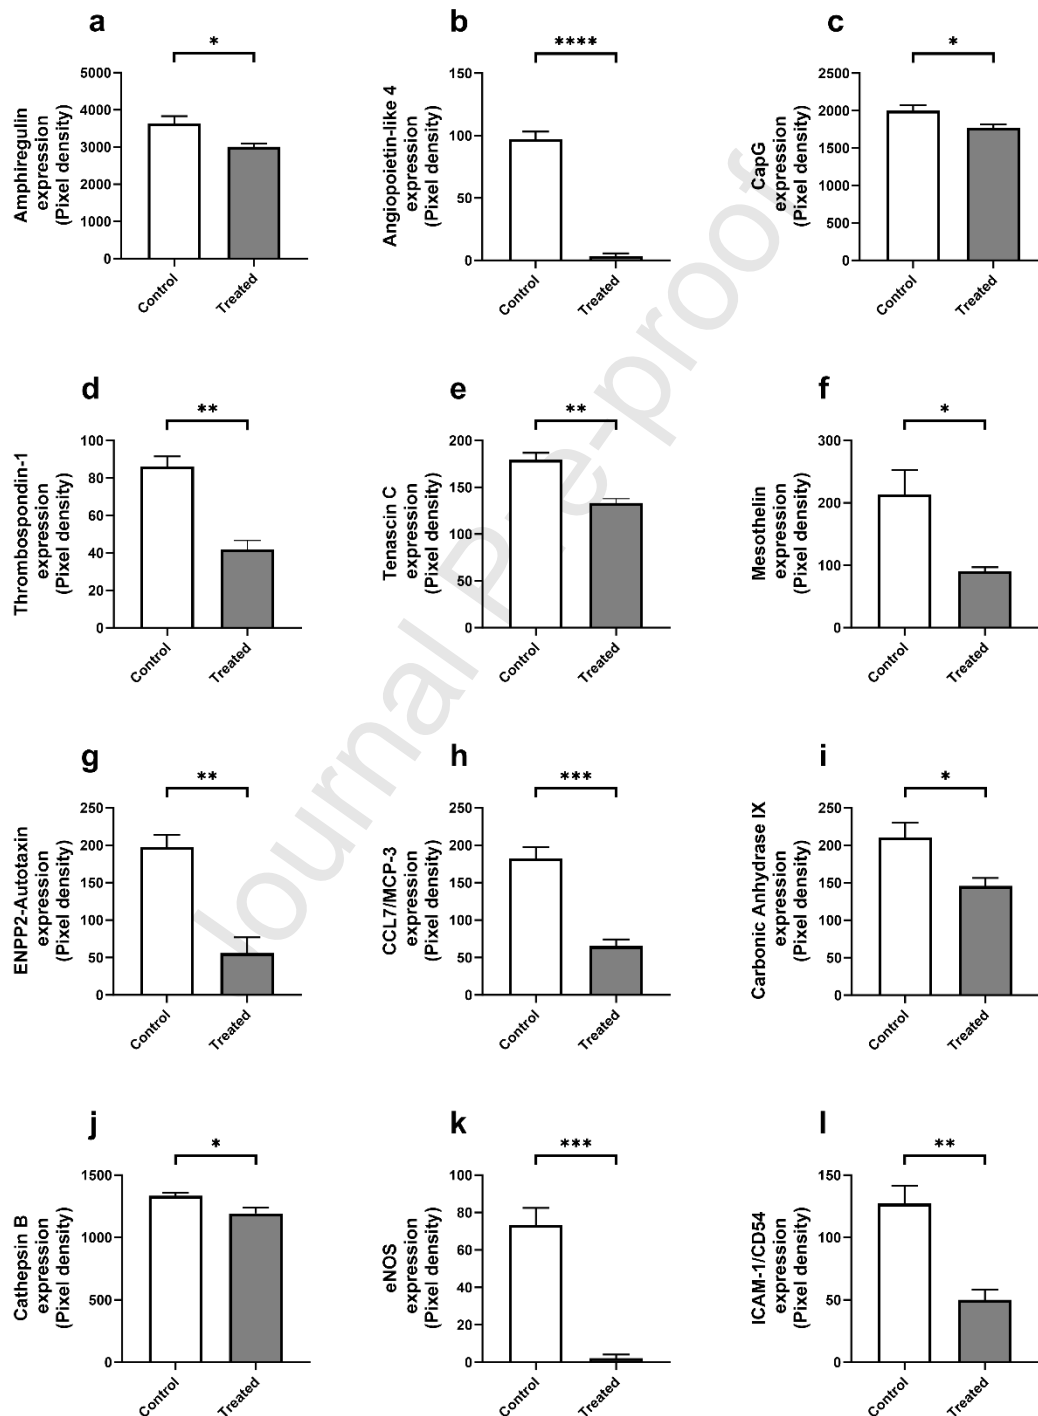 a
*
Amphiregulin
expression
(Pixel density)
5000
4000
3000
2000
1000
0
Control
Treated
b
****
Angiopoietin-like 4
expression
(Pixel density)
150
100
50
0
Control
Treated
c
*
CapG
expression
(Pixel density)
2500
2000
1500
1000
500
0
Control
Treated
d
**
Thrombospondin-1
expression
(Pixel density)
100
80
60
40
20
0
Control
Treated
e
**
Tenascin C
expression
(Pixel density)
200
150
100
50
0
Control
Treated
f
*
Mesothelin
expression
(Pixel density)
300
200
100
0
Control
Treated
g
**
ENPP2-Autotaxin
expression
(Pixel density)
250
200
150
100
50
0
Control
Treated
h
***
CCL7/MCP-3
expression
(Pixel density)
250
200
150
100
50
0
Control
Treated
i
*
Carbonic Anhydrase IX
expression
(Pixel density)
250
200
150
100
50
0
Control
Treated
j
*
Cathepsin B
expression
(Pixel density)
1500
1000
500
0
Control
Treated
k
***
eNOS
expression
(Pixel density)
100
80
60
40
20
0
Control
Treated
l
**
ICAM-1/CD54
expression
(Pixel density)
150
100
50
0
Control
Treated
Journal Pre-proof